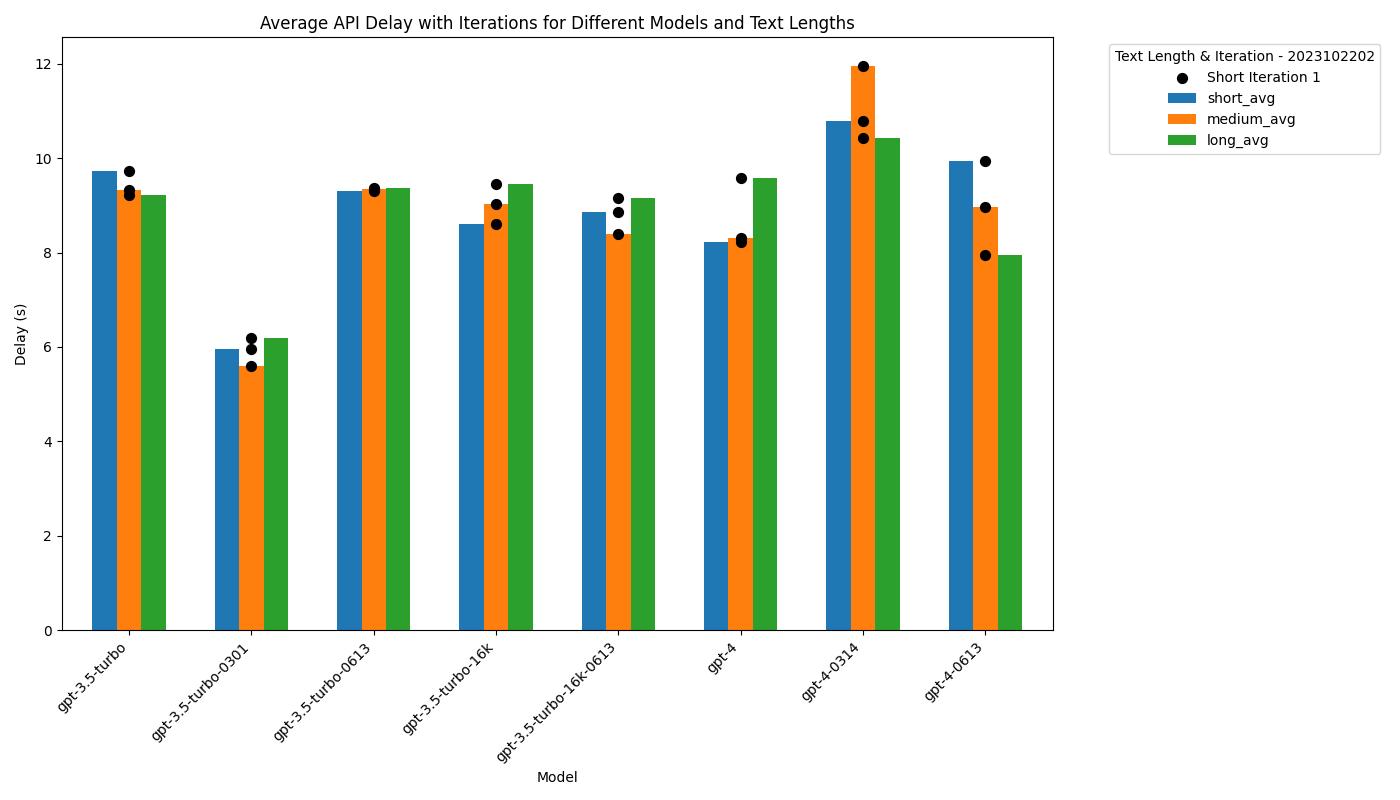 Average API Delay with Iterations for Different Models and Text Lengths
Text Length & Iteration - 2023102202
Short Iteration 1
short_avg
medium_avg
long_avg
Delay (s)
12
10
8
6
4
2
0
gpt-3.5-turbo
gpt-3.5-turbo-0301
gpt-3.5-turbo-0613
gpt-3.5-turbo-16k
gpt-3.5-turbo-16k-0613
gpt-4
gpt-4-0314
gpt-4-0613
Model